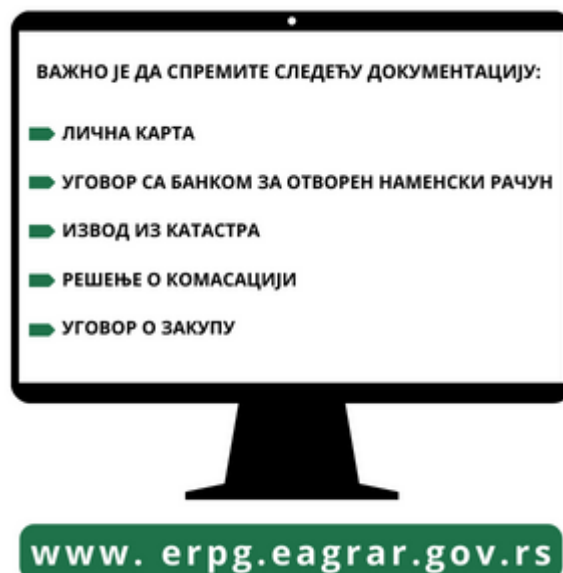 ВАЖНО ЈЕ ДА СПРЕМИТЕ СЛЕДЕЋУ ДОКУМЕНТАЦИЈУ:
ЛИЧНА КАРТА
УГОВОР СА БАНКОМ ЗА ОТВОРЕН НАМЕНСКИ РАЧУН
ИЗВОД ИЗ КАТАСТРА
РЕШЕЊЕ О КОМАСАЦИЈИ
УГОВОР О ЗАКУПУ
www. erpg.eagrar.gov.rs